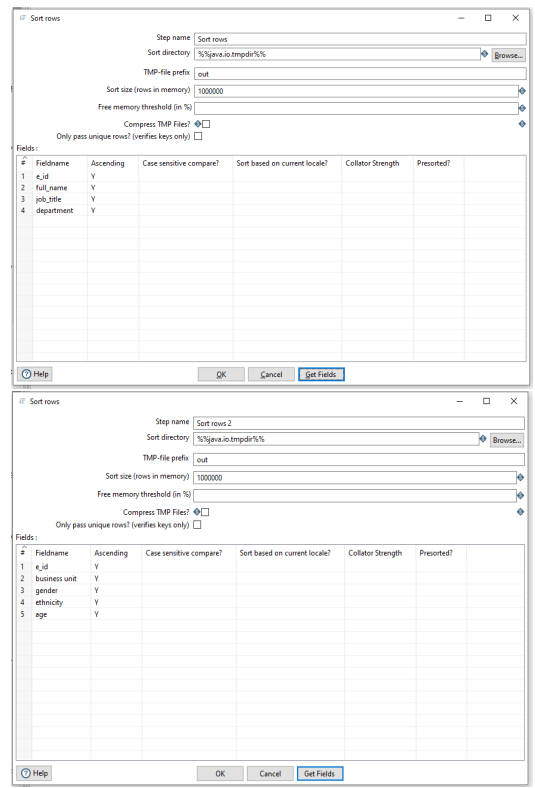 Sort rows
Step name Sort rows
Sort directory %%java.io.tmpdir%% Browse...
TMP-file prefix out
Sort size (rows in memory) 1000000
Free memory threshold (in %)
Compress TMP Files?
Only pass unique rows? (verifies keys only)
Fields :
# Fieldname Ascending Case sensitive compare? Sort based on current locale? Collator Strength Presorted?
1 e_id Y
2 full_name Y
3 job_title Y
4 department Y
Help OK Cancel Get Fields
Sort rows
Step name Sort rows 2
Sort directory %%java.io.tmpdir%% Browse...
TMP-file prefix out
Sort size (rows in memory) 1000000
Free memory threshold (in %)
Compress TMP Files?
Only pass unique rows? (verifies keys only)
Fields :
# Fieldname Ascending Case sensitive compare? Sort based on current locale? Collator Strength Presorted?
1 e_id Y
2 business unit Y
3 gender Y
4 ethnicity Y
5 age Y
Help OK Cancel Get Fields